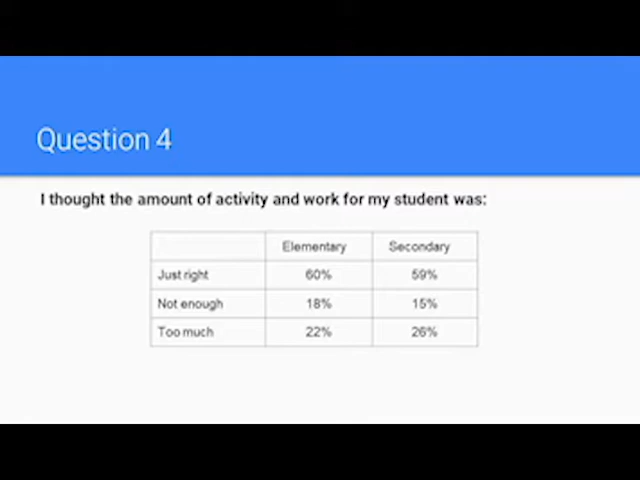 Question 4
I thought the amount of activity and work for my student was:
Elementary Secondary
Just right 60% 59%
Not enough 18% 15%
Too much 22% 26%